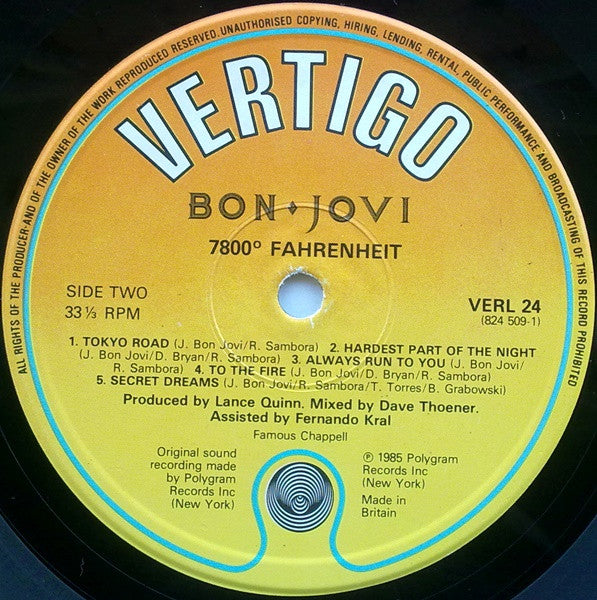 ALL RIGHTS OF THE PRODUCER-AND OF THE OWNER OF THE WORK REPRODUCED RESERVED. UNAUTHORISED COPYING, HIRING, LENDING, RENTAL, PUBLIC PERFORMANCE AND BROADCASTING OF THIS RECORD PROHIBITED
VERTIGO
BON JOVI
7800° FAHRENHEIT
SIDE TWO
33 ⅓ RPM
VERL 24
(824 509-1)
1. TOKYO ROAD (J. Bon Jovi/R. Sambora) 2. HARDEST PART OF THE NIGHT
(J. Bon Jovi/D. Bryan/R. Sambora) 3. ALWAYS RUN TO YOU (J. Bon Jovi/
R. Sambora) 4. TO THE FIRE (J. Bon Jovi/D. Bryan/R. Sambora)
5. SECRET DREAMS (J. Bon Jovi/R. Sambora/T. Torres/B. Grabowski)
Produced by Lance Quinn. Mixed by Dave Thoener.
Assisted by Fernando Kral
Famous Chappell
Original sound
recording made
by Polygram
Records Inc
(New York)
℗ 1985 Polygram
Records Inc
(New York)
Made in
Britain